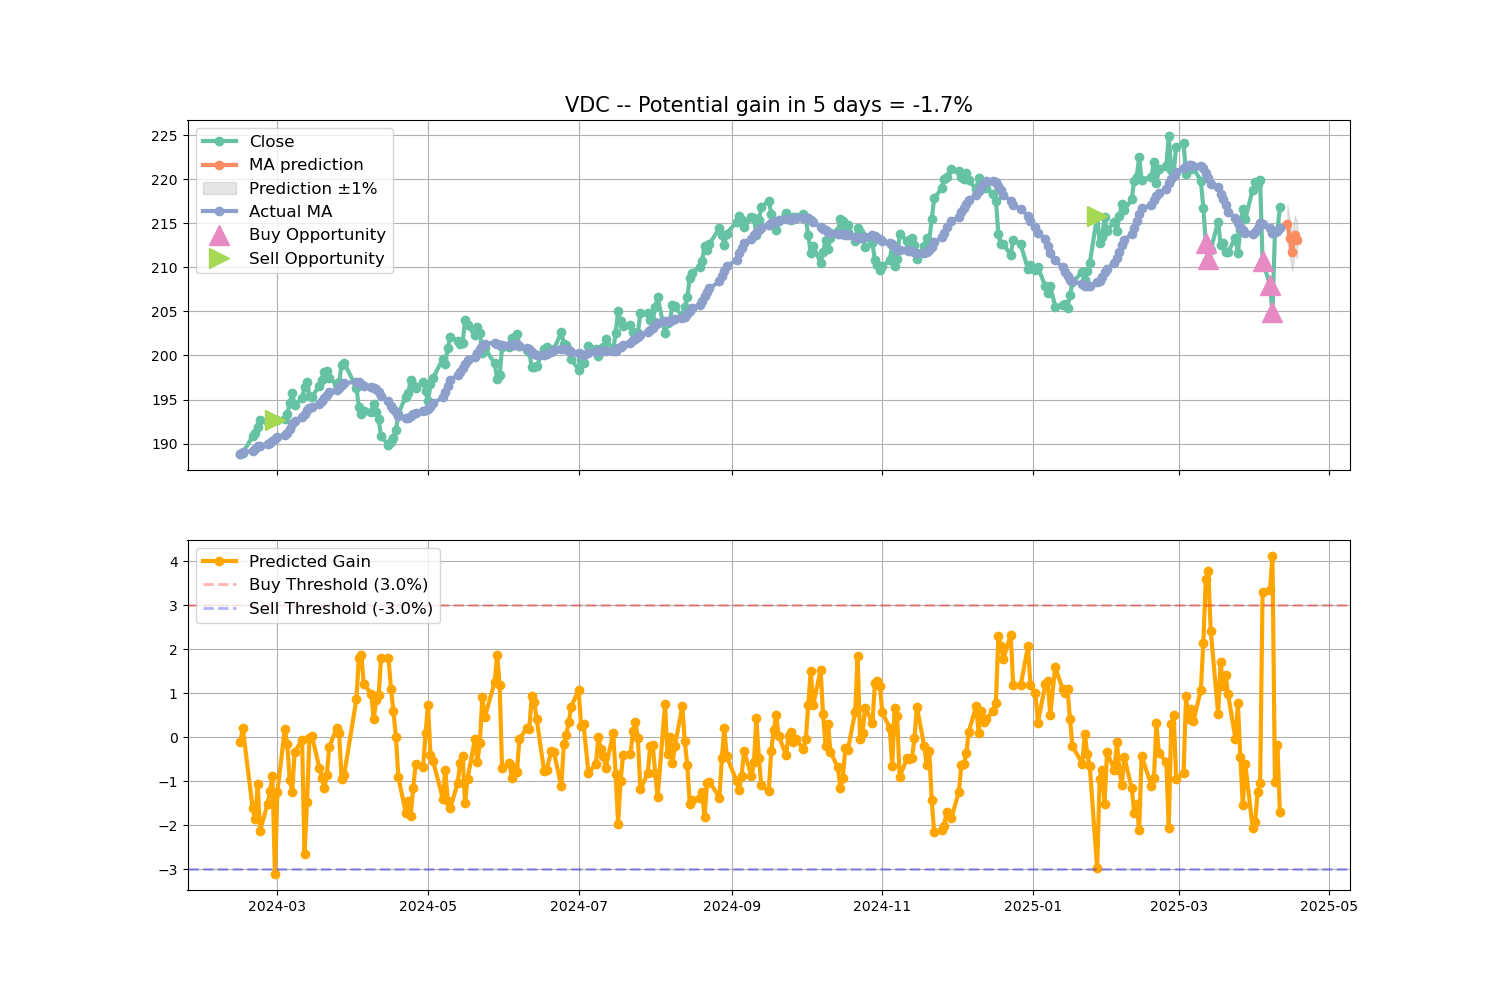 VDC -- Potential gain in 5 days = -1.7%
225
220
215
210
205
200
195
190
Close
MA prediction
Prediction ±1%
Actual MA
Buy Opportunity
Sell Opportunity
4
3
2
1
0
−1
−2
−3
Predicted Gain
Buy Threshold (3.0%)
Sell Threshold (-3.0%)
2024-03
2024-05
2024-07
2024-09
2024-11
2025-01
2025-03
2025-05